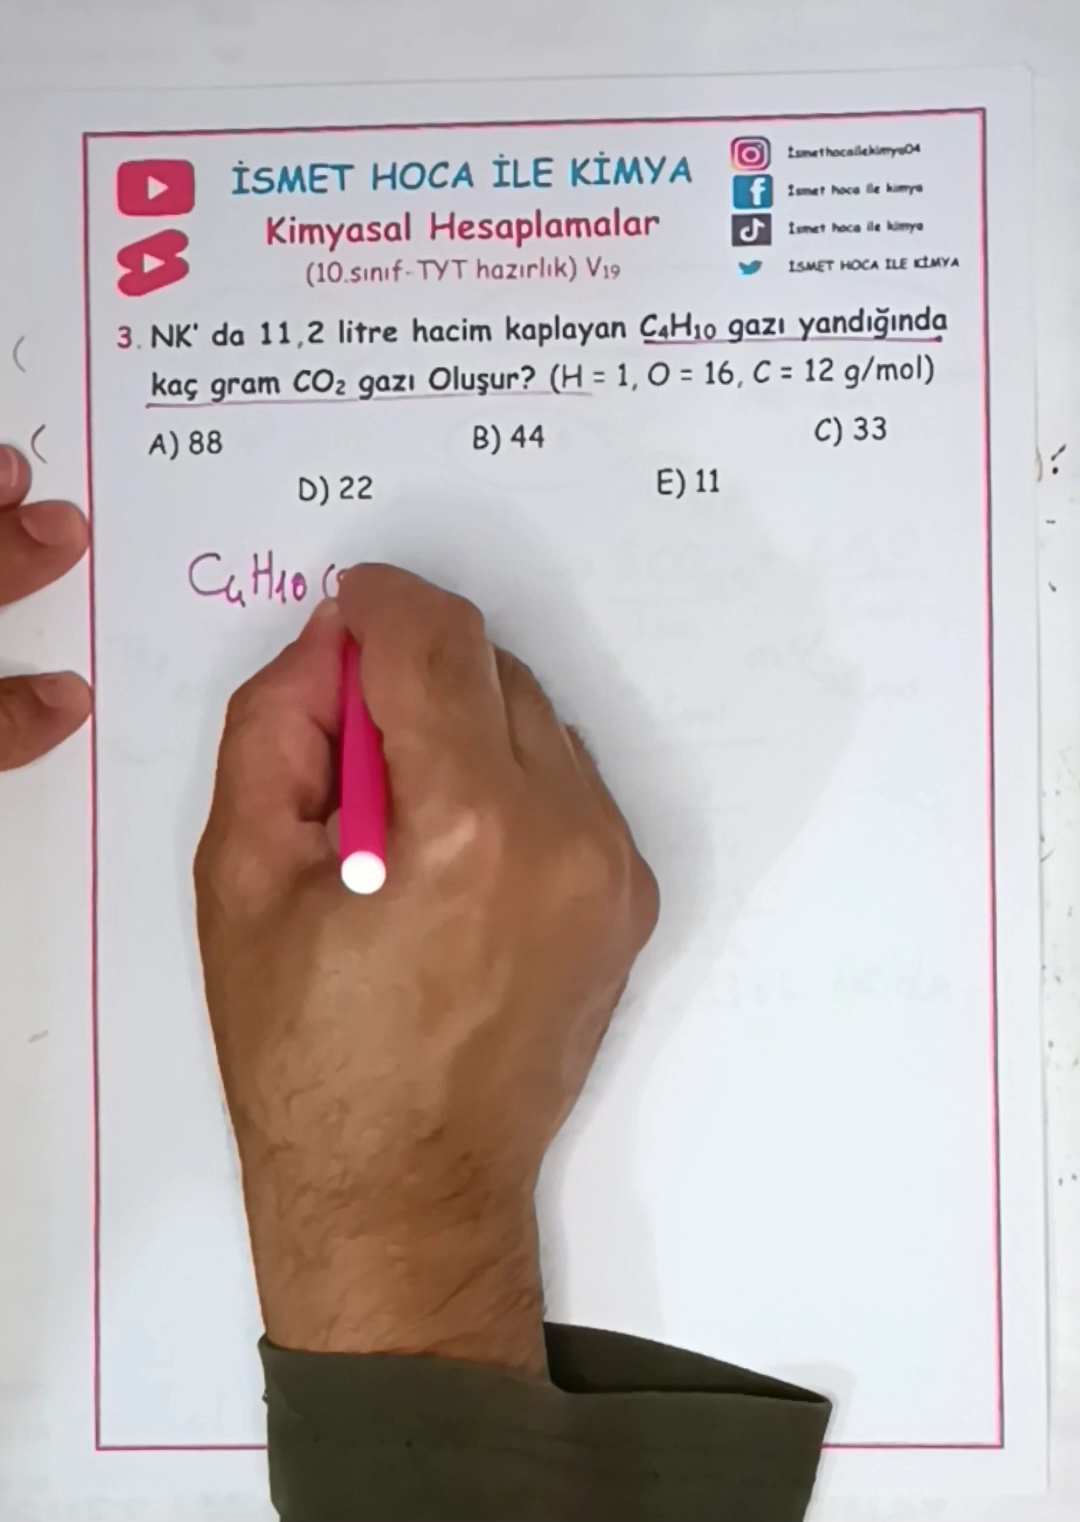 İSMET HOCA İLE KİMYA
Kimyasal Hesaplamalar
(10.sınıf-TYT hazırlık) V19
İsmethocailekimya04
İsmet hoca ile kimya
İsmet hoca ile kimya
İSMET HOCA İLE KİMYA
3. NK' da 11,2 litre hacim kaplayan C₄H₁₀ gazı yandığında
kaç gram CO₂ gazı Oluşur? (H = 1, O = 16, C = 12 g/mol)
A) 88
B) 44
C) 33
D) 22
E) 11
C₄H₁₀ (